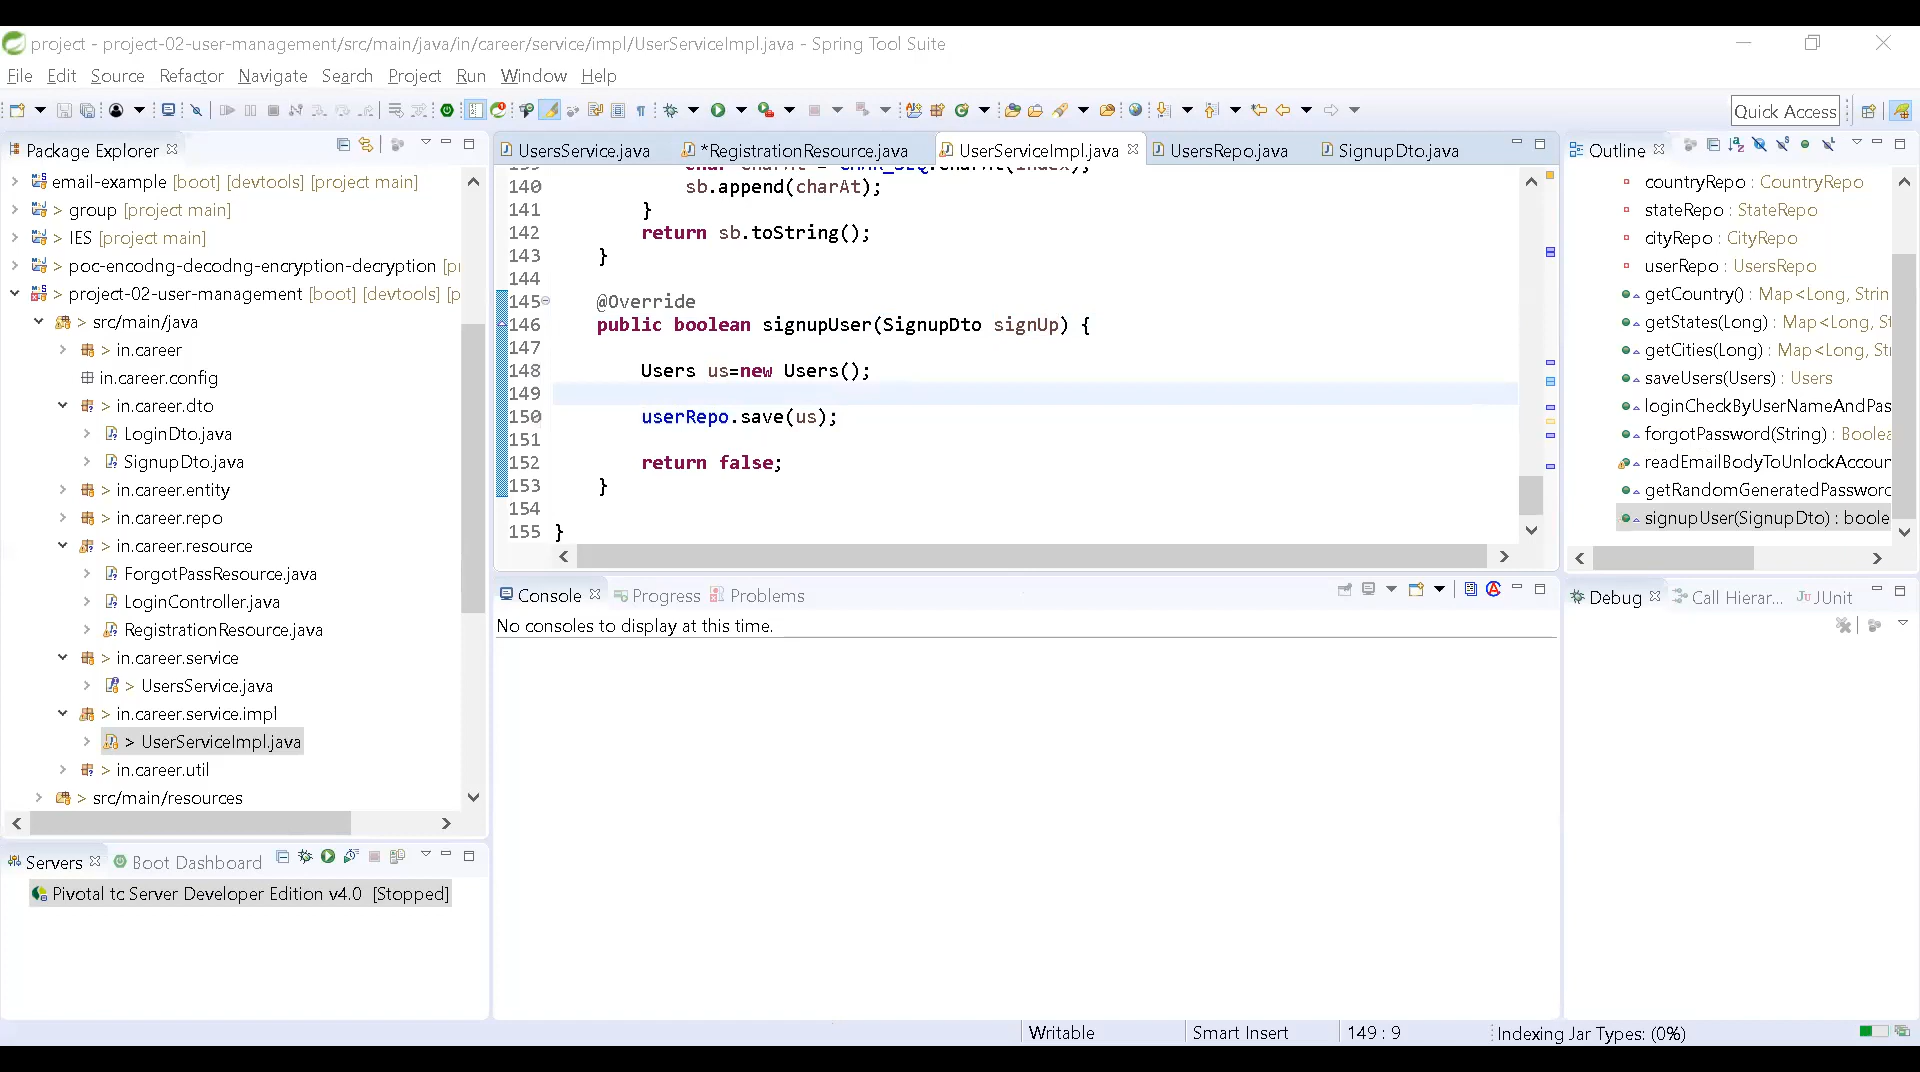 project - project-02-user-management/src/main/java/in/career/service/impl/UserServiceImpl.java - Spring Tool Suite
File Edit Source Refactor Navigate Search Project Run Window Help
Quick Access
Package Explorer
email-example [boot] [devtools] [project main]
> group [project main]
> IES [project main]
> poc-encodng-decodng-encryption-decryption [p
> project-02-user-management [boot] [devtools] [p
> src/main/java
> in.career
in.career.config
> in.career.dto
LoginDto.java
SignupDto.java
> in.career.entity
> in.career.repo
> in.career.resource
ForgotPassResource.java
LoginController.java
RegistrationResource.java
> in.career.service
> UsersService.java
> in.career.service.impl
> UserServiceImpl.java
> in.career.util
> src/main/resources
Servers Boot Dashboard
Pivotal tc Server Developer Edition v4.0 [Stopped]
UsersService.java *RegistrationResource.java UserServiceImpl.java UsersRepo.java SignupDto.java
140 sb.append(charAt);
141 }
142 return sb.toString();
143 }
144
145 @Override
146 public boolean signupUser(SignupDto signUp) {
147
148 Users us=new Users();
149
150 userRepo.save(us);
151
152 return false;
153 }
154
155 }
Console Progress Problems
No consoles to display at this time.
Outline
countryRepo : CountryRepo
stateRepo : StateRepo
cityRepo : CityRepo
userRepo : UsersRepo
getCountry() : Map<Long, Strin
getStates(Long) : Map<Long, St
getCities(Long) : Map<Long, Stri
saveUsers(Users) : Users
loginCheckByUserNameAndPas
forgotPassword(String) : Boolea
readEmailBodyToUnlockAccour
getRandomGeneratedPassword
signupUser(SignupDto) : boole
Debug Call Hierar... JUnit
Writable Smart Insert 149 : 9 Indexing Jar Types: (0%)